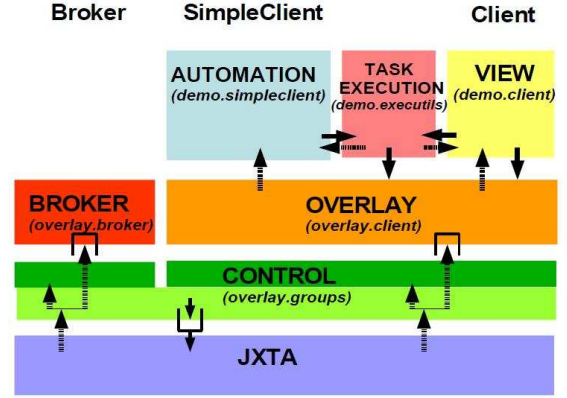 Broker SimpleClient Client
AUTOMATION
(demo.simpleclient)
TASK
EXECUTION
(demo.executils)
VIEW
(demo.client)
BROKER
(overlay.broker)
OVERLAY
(overlay.client)
CONTROL
(overlay.groups)
JXTA